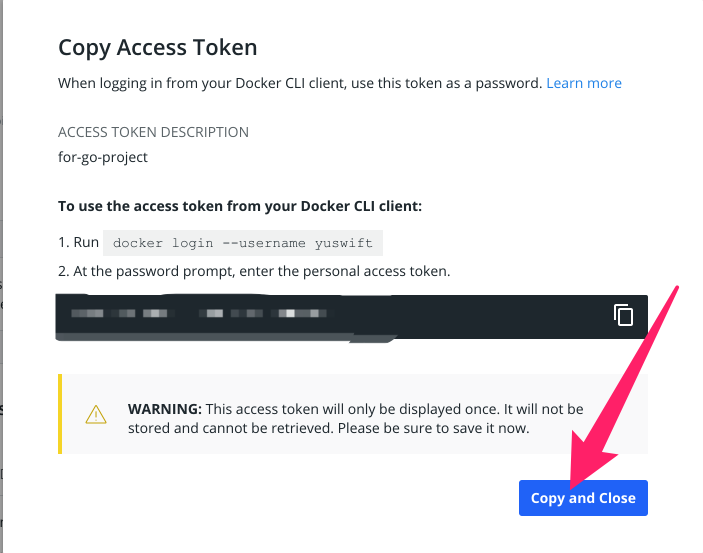 Copy Access Token
When logging in from your Docker CLI client, use this token as a password. Learn more
ACCESS TOKEN DESCRIPTION
for-go-project
To use the access token from your Docker CLI client:
1. Run docker login --username yuswift
2. At the password prompt, enter the personal access token.
WARNING: This access token will only be displayed once. It will not be
stored and cannot be retrieved. Please be sure to save it now.
Copy and Close